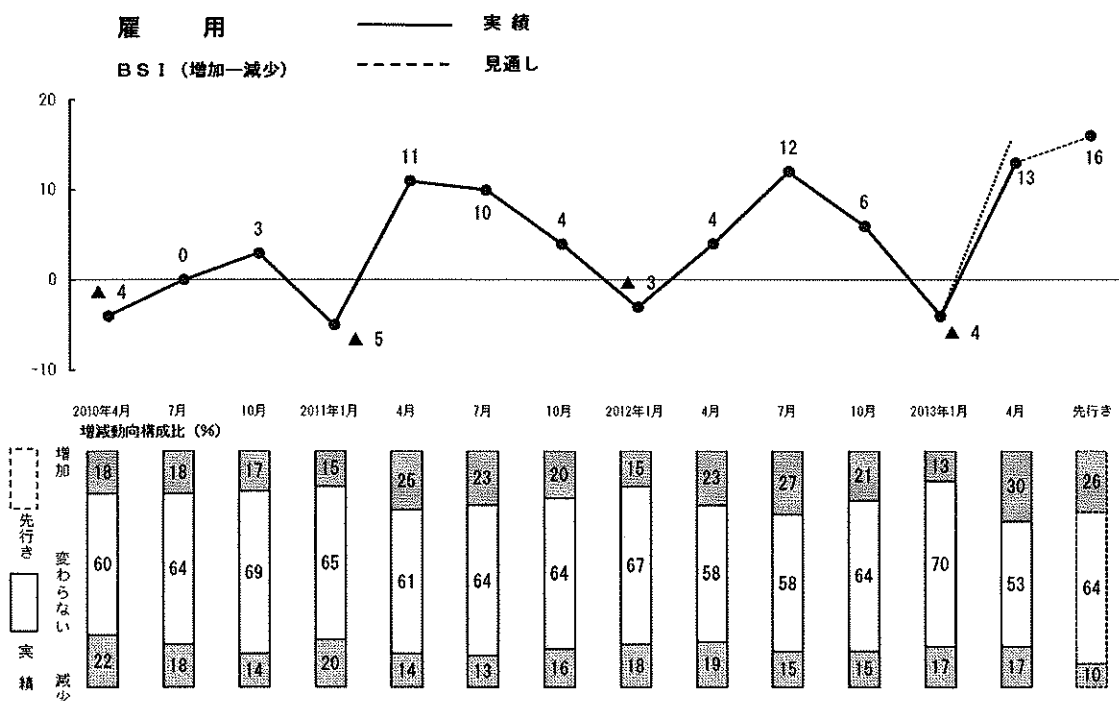 雇用
実績
BSI(増加―減少)
見通し
20
10
0
-10
▲ 4
0
3
▲ 5
11
10
4
▲ 3
4
12
6
▲ 4
13
16
2010年4月 7月 10月 2011年1月 4月 7月 10月 2012年1月 4月 7月 10月 2013年1月 4月 先行き
増減動向構成比(%)
増加
18 18 17 15 25 23 20 15 23 27 21 13 30 26
先行き
変わらない
60 64 69 65 61 64 64 67 58 58 64 70 53 64
実績
減少
22 18 14 20 14 13 16 18 19 15 15 17 17 10